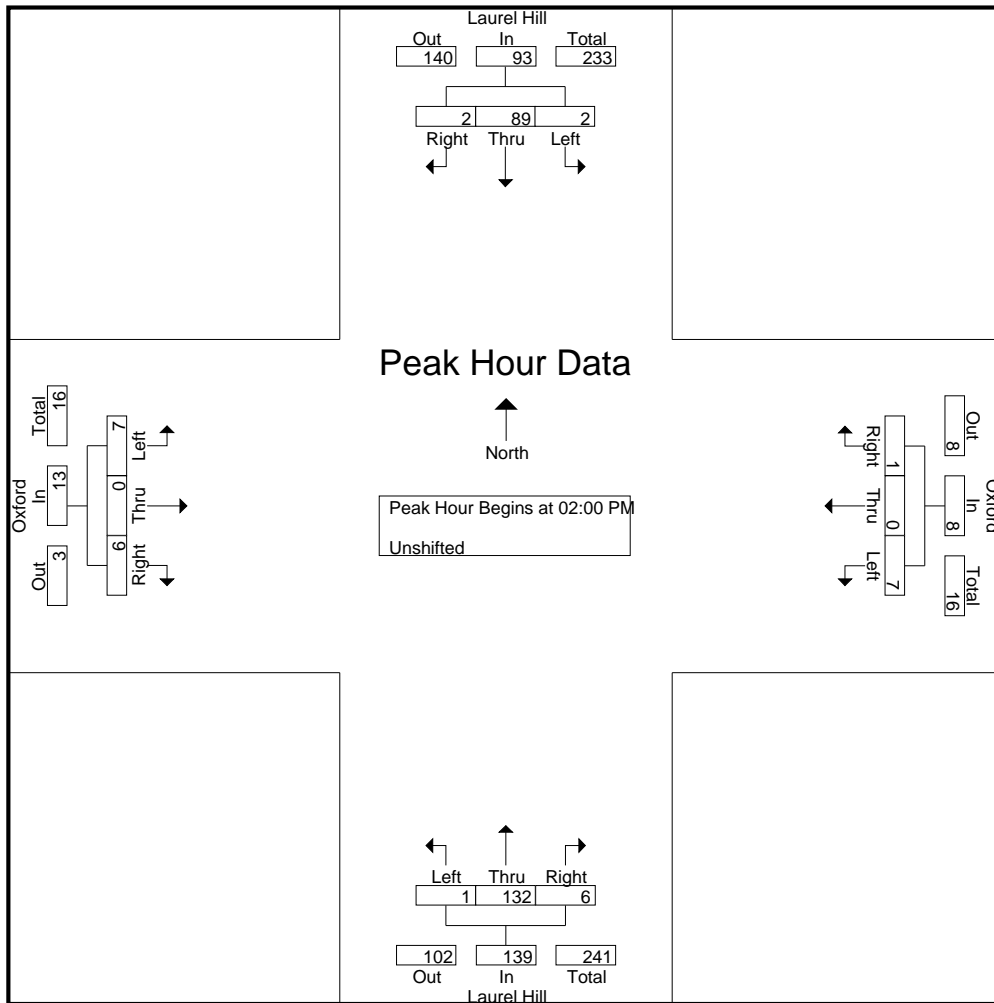 Laurel Hill
Out In Total
140 93 233
2 89 2
Right Thru Left
Peak Hour Data
North
Peak Hour Begins at 02:00 PM
Unshifted
Oxford
Total In Out
16 13 3
7 0 6
Left Thru Right
Right Thru Left
1 0 7
Out In Total
8 8 16
Oxford
Left Thru Right
1 132 6
102 139 241
Out In Total
Laurel Hill